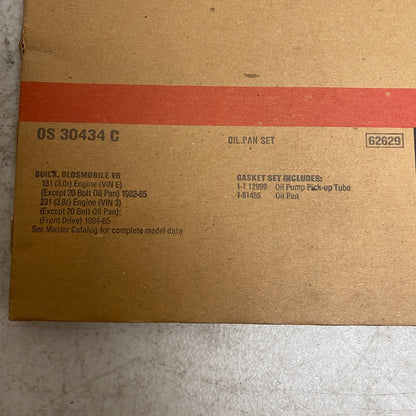 OS 30434 C
OIL PAN SET
62629
BUICK, OLDSMOBILE V6
181 (3.0ℓ) Engine (VIN E)
(Except 20 Bolt Oil Pan) 1982-85
231 (3.8ℓ) Engine (VIN 3)
(Except 20 Bolt Oil Pan);
(Front Drive) 1984-85
See Master Catalog for complete model data
GASKET SET INCLUDES:
1-T 12999 Oil Pump Pick-up Tube
1-81455 Oil Pan